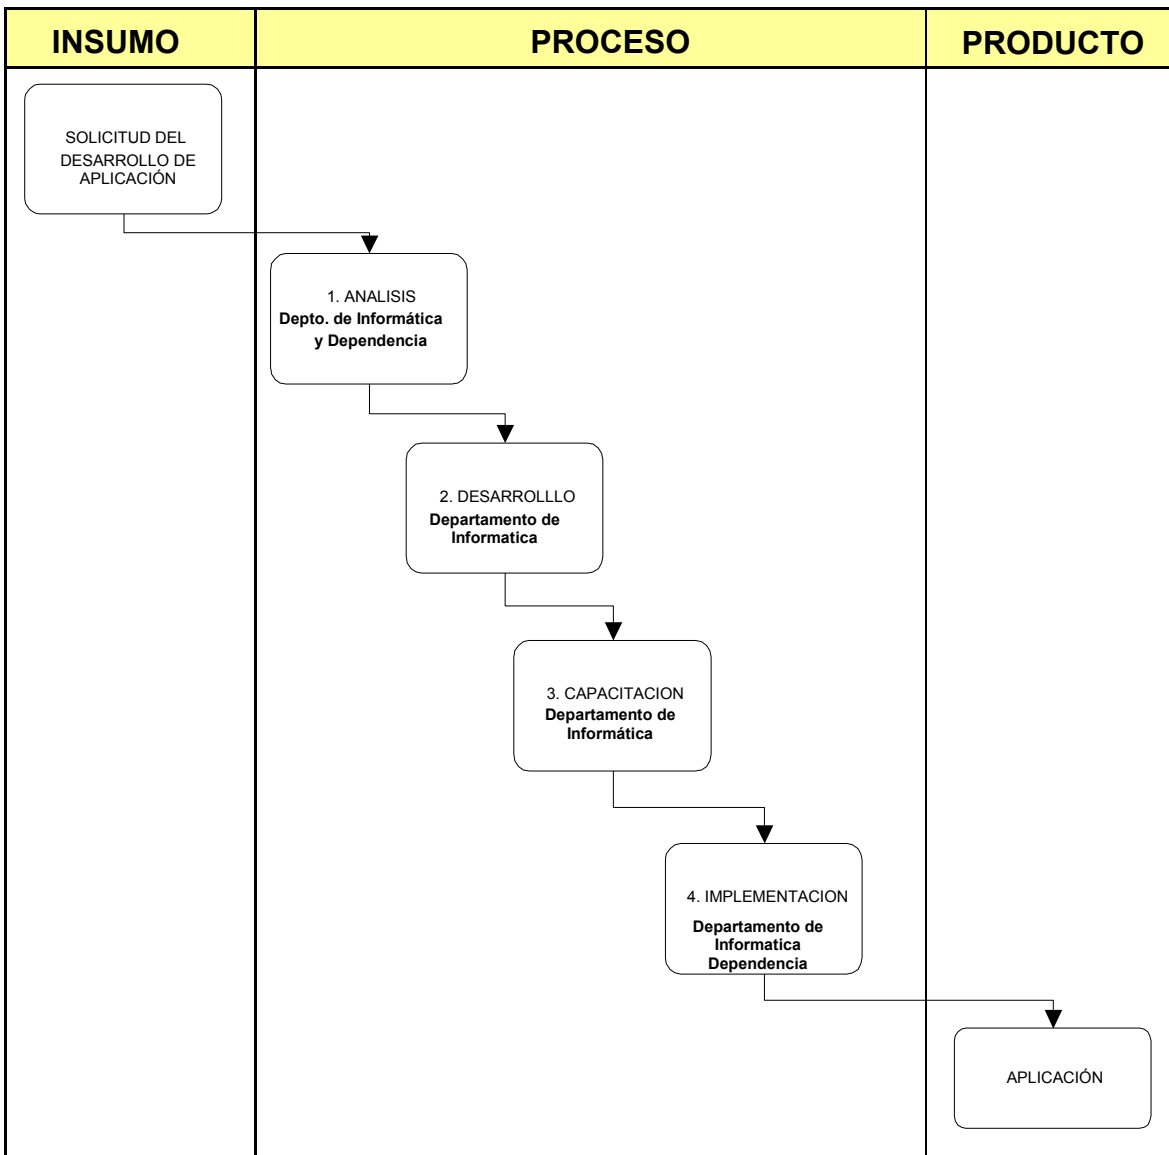 INSUMO
PROCESO
PRODUCTO
SOLICITUD DEL
DESARROLLO DE
APLICACIÓN
1. ANALISIS
Depto. de Informática
y Dependencia
2. DESARROLLLO
Departamento de
Informatica
3. CAPACITACION
Departamento de
Informática
4. IMPLEMENTACION
Departamento de
Informatica
Dependencia
APLICACIÓN